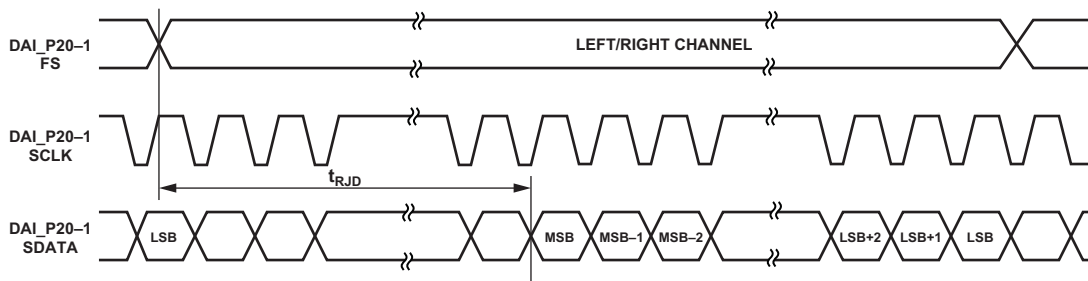 DAI_P20–1
FS
LEFT/RIGHT CHANNEL
DAI_P20–1
SCLK
tRJD
DAI_P20–1
SDATA
LSB
MSB
MSB–1
MSB–2
LSB+2
LSB+1
LSB